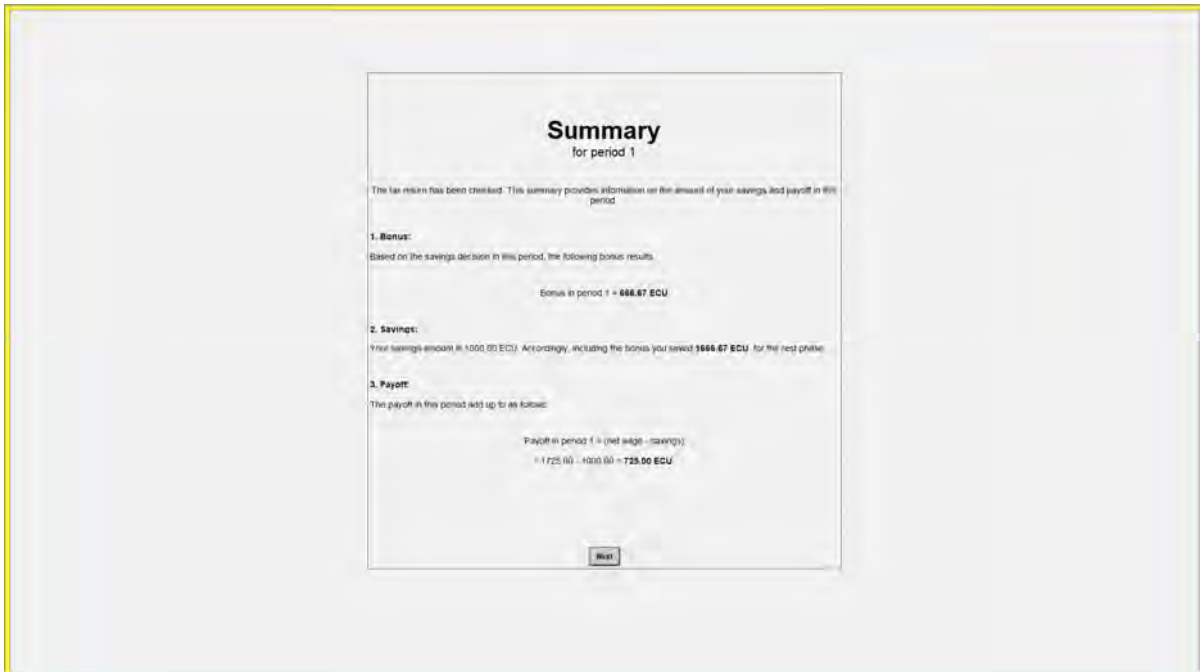 Summary
for period 1
The tax return has been checked. This summary provides information on the amount of your savings and payoff in this
period.
1. Bonus:
Based on the savings decision in this period, the following bonus results.
Bonus in period 1 = 666.67 ECU
2. Savings:
Your savings amount is 1000.00 ECU. Accordingly, including the bonus you saved 1666.67 ECU for the rest phase.
3. Payoff:
The payoff in this period add up to as follows:
Payoff in period 1 = (net wage - savings)
= 1725.00 - 1000.00 = 725.00 ECU
Next